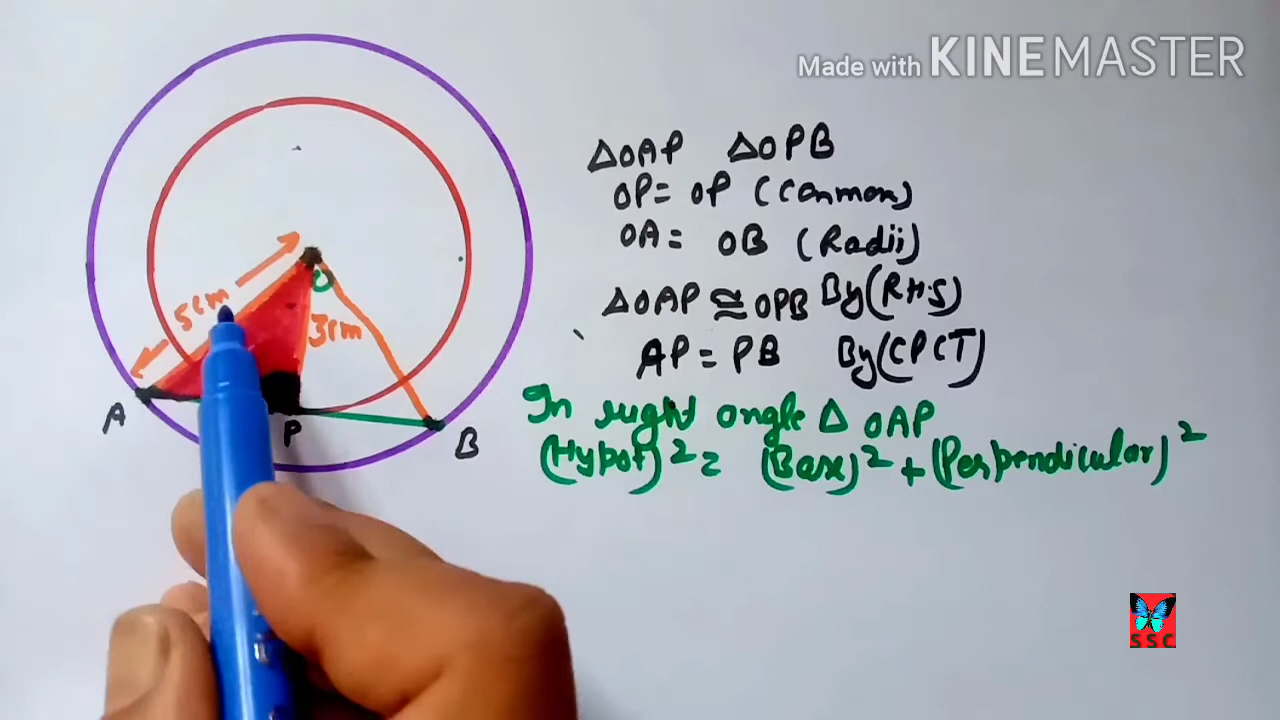 Made with KINEMASTER
ΔOAP ΔOPB
OP = OP (Common)
OA = OB (Radii)
ΔOAP ≅ OPB By (RHS)
AP = PB By (CPCT)
In right angle Δ OAP
(Hypot)² = (Base)² + (Perpendicular)²
O
5cm
3cm
A
P
B
SSC